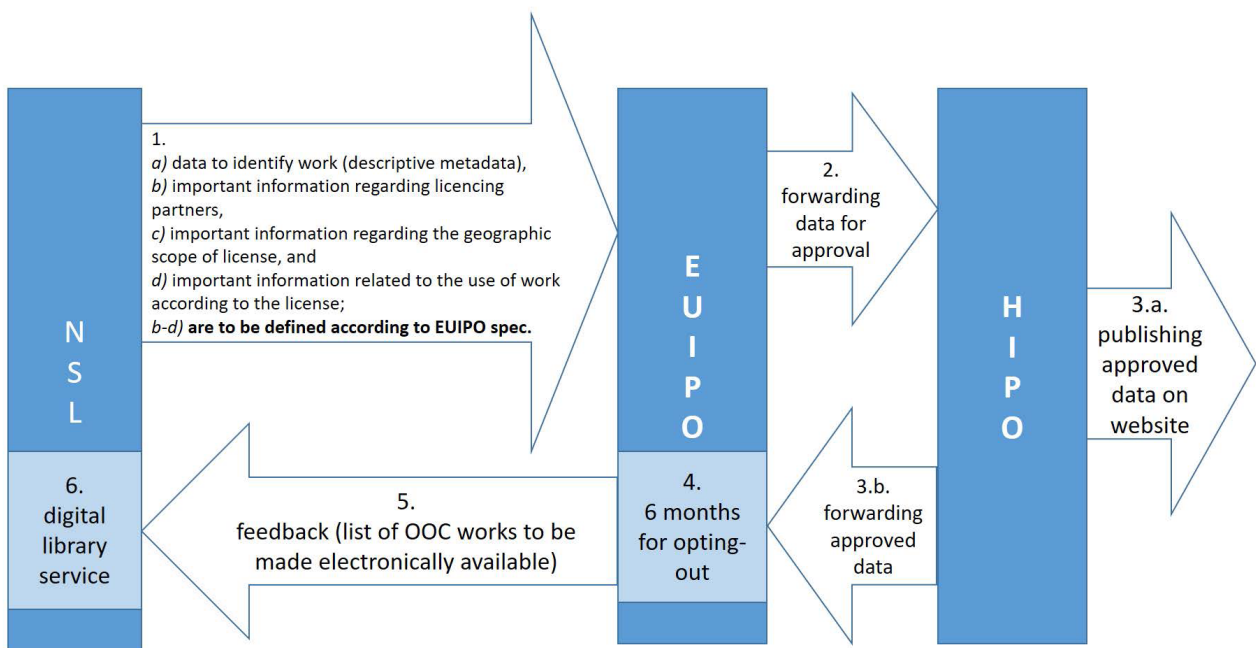 N
S
L
1.
a) data to identify work (descriptive metadata),
b) important information regarding licencing
partners,
c) important information regarding the geographic
scope of license, and
d) important information related to the use of work
according to the license;
b-d) are to be defined according to EUIPO spec.
E
U
I
P
O
2.
forwarding
data for
approval
H
I
P
O
3.a.
publishing
approved
data on
website
3.b.
forwarding
approved
data
4.
6 months
for opting-
out
5.
feedback (list of OOC works to be
made electronically available)
6.
digital
library
service